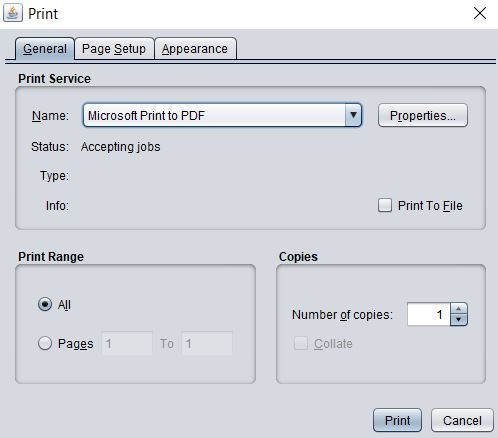 Print
General Page Setup Appearance
Print Service
Name: Microsoft Print to PDF Properties...
Status: Accepting jobs
Type:
Info: Print To File
Print Range Copies
All
Number of copies: 1
Pages 1 To 1 Collate
Print Cancel